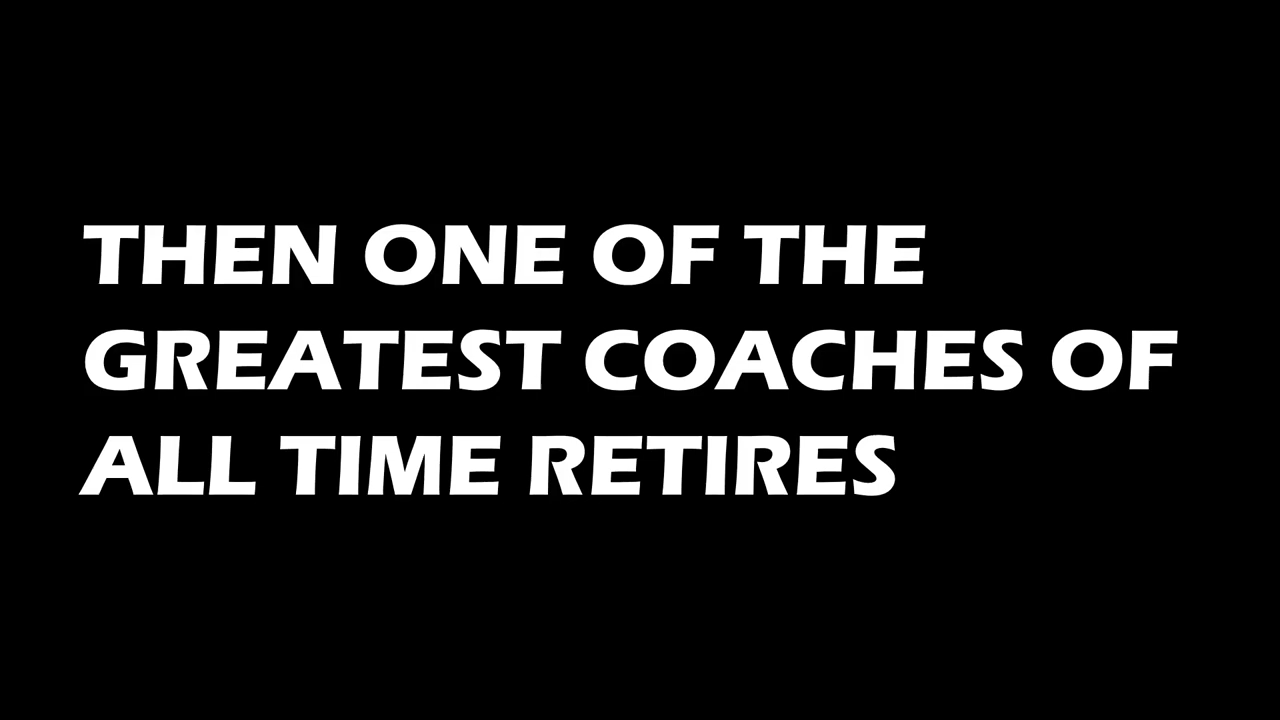 THEN ONE OF THE
GREATEST COACHES OF
ALL TIME RETIRES